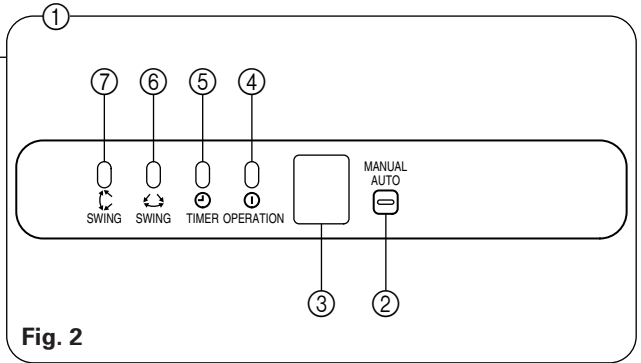 ①
⑦ ⑥ ⑤ ④
MANUAL
AUTO
SWING SWING TIMER OPERATION
③ ②
Fig. 2